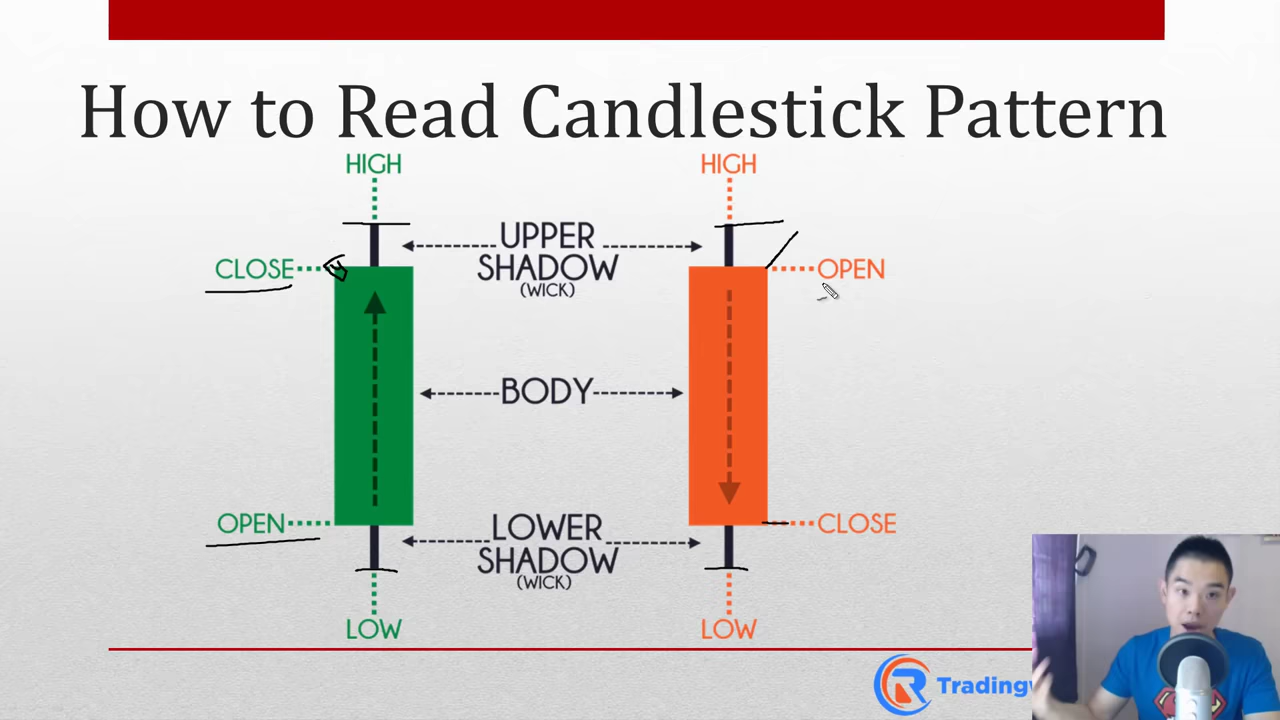 How to Read Candlestick Pattern
HIGH
HIGH
UPPER
SHADOW
(WICK)
CLOSE
OPEN
BODY
OPEN
LOWER
SHADOW
(WICK)
CLOSE
LOW
LOW